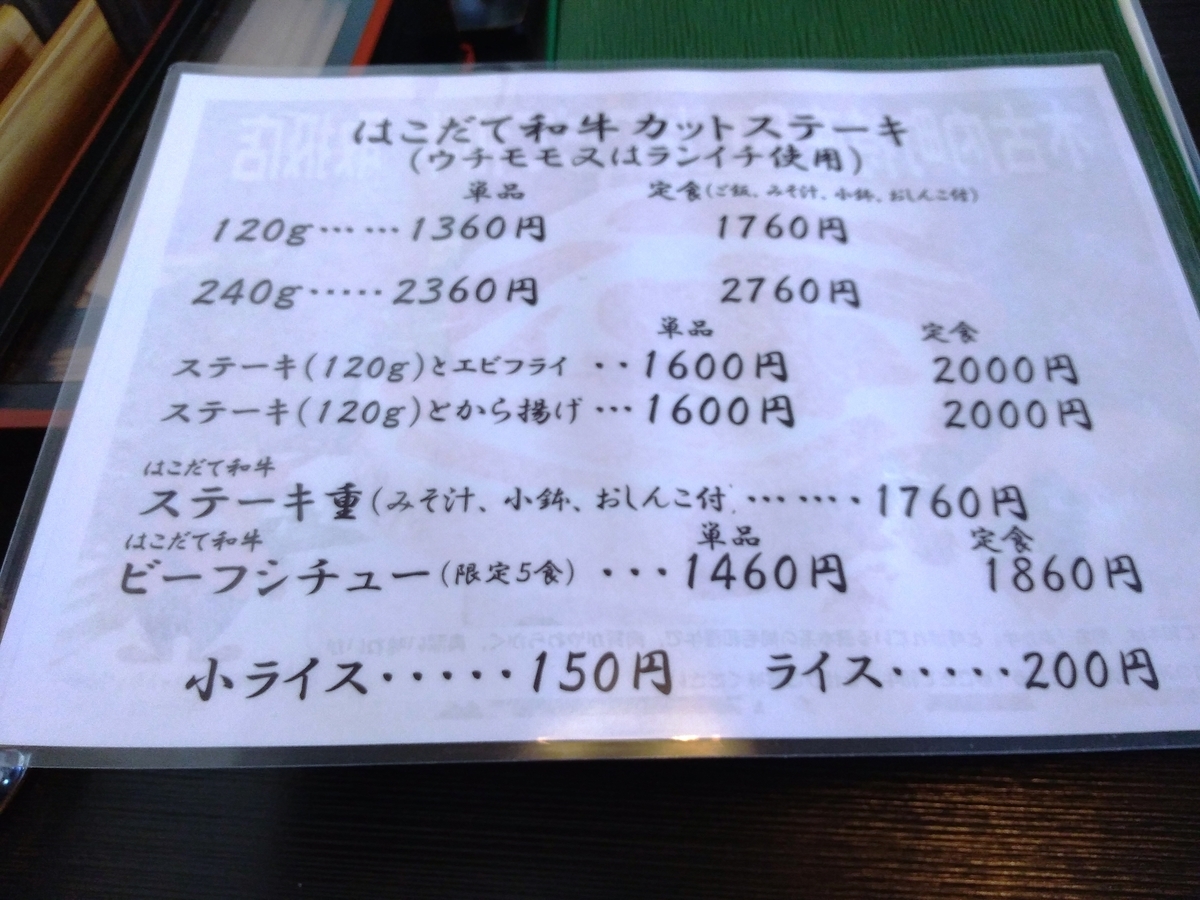 はこだて和牛 カットステーキ
(ウチモモ又はランイチ使用)
単品 定食(ご飯、みそ汁、小鉢、おしんこ付)
120g‥‥‥1360円 1760円
240g‥‥‥2360円 2760円
単品 定食
ステーキ(120g)とエビフライ ‥1600円 2000円
ステーキ(120g)とから揚げ …1600円 2000円
はこだて和牛
ステーキ重(みそ汁、小鉢、おしんこ付) ‥‥‥・1760円
はこだて和牛 単品 定食
ビーフシチュー(限定5食) ・・・1460円 1860円
小ライス・・・・・150円 ライス・・・・・200円